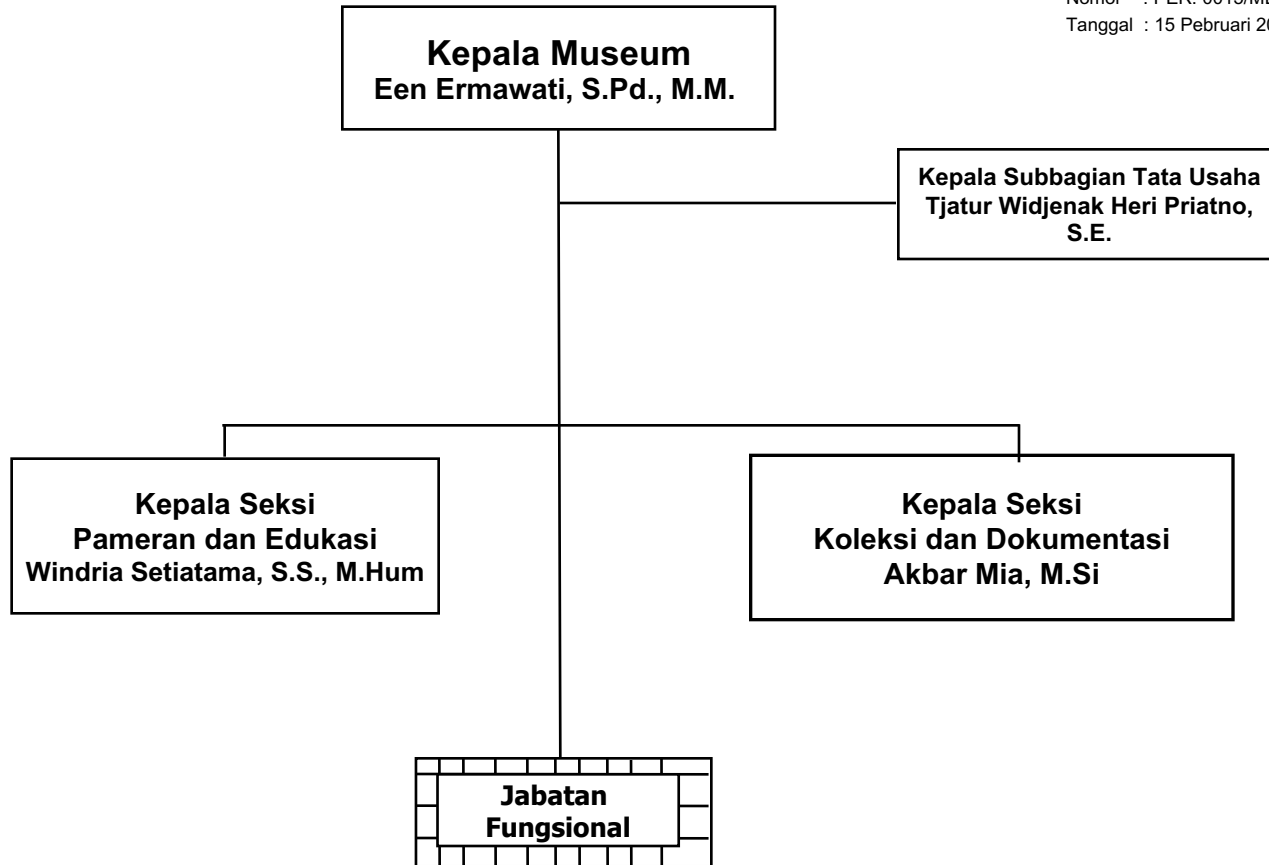 Tanggal : 15 Pebruari
Kepala Museum
Een Ermawati, S.Pd., M.M.
Kepala Subbagian Tata Usaha
Tjatur Widjenak Heri Priatno,
S.E.
Kepala Seksi
Pameran dan Edukasi
Windria Setiatama, S.S., M.Hum
Kepala Seksi
Koleksi dan Dokumentasi
Akbar Mia, M.Si
Jabatan
Fungsional